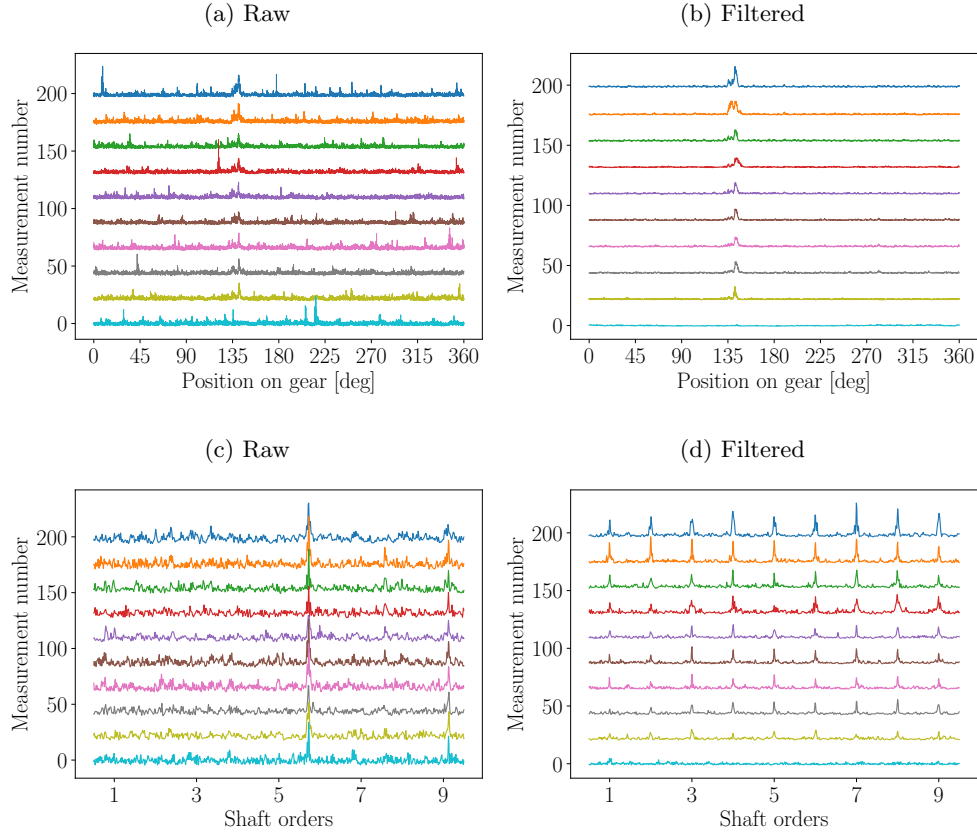 (a) Raw
(b) Filtered
Measurement number
200
150
100
50
0
0 45 90 135 180 225 270 315 360
Position on gear [deg]
Measurement number
200
150
100
50
0
0 45 90 135 180 225 270 315 360
Position on gear [deg]
(c) Raw
(d) Filtered
Measurement number
200
150
100
50
0
1 3 5 7 9
Shaft orders
Measurement number
200
150
100
50
0
1 3 5 7 9
Shaft orders